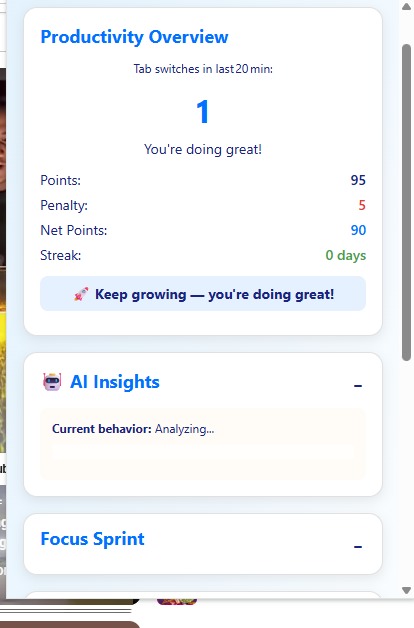 Productivity Overview
Tab switches in last 20 min:
1
You're doing great!
Points: 95
Penalty: 5
Net Points: 90
Streak: 0 days
🚀 Keep growing — you're doing great!
🤖 AI Insights –
Current behavior: Analyzing...
Focus Sprint –